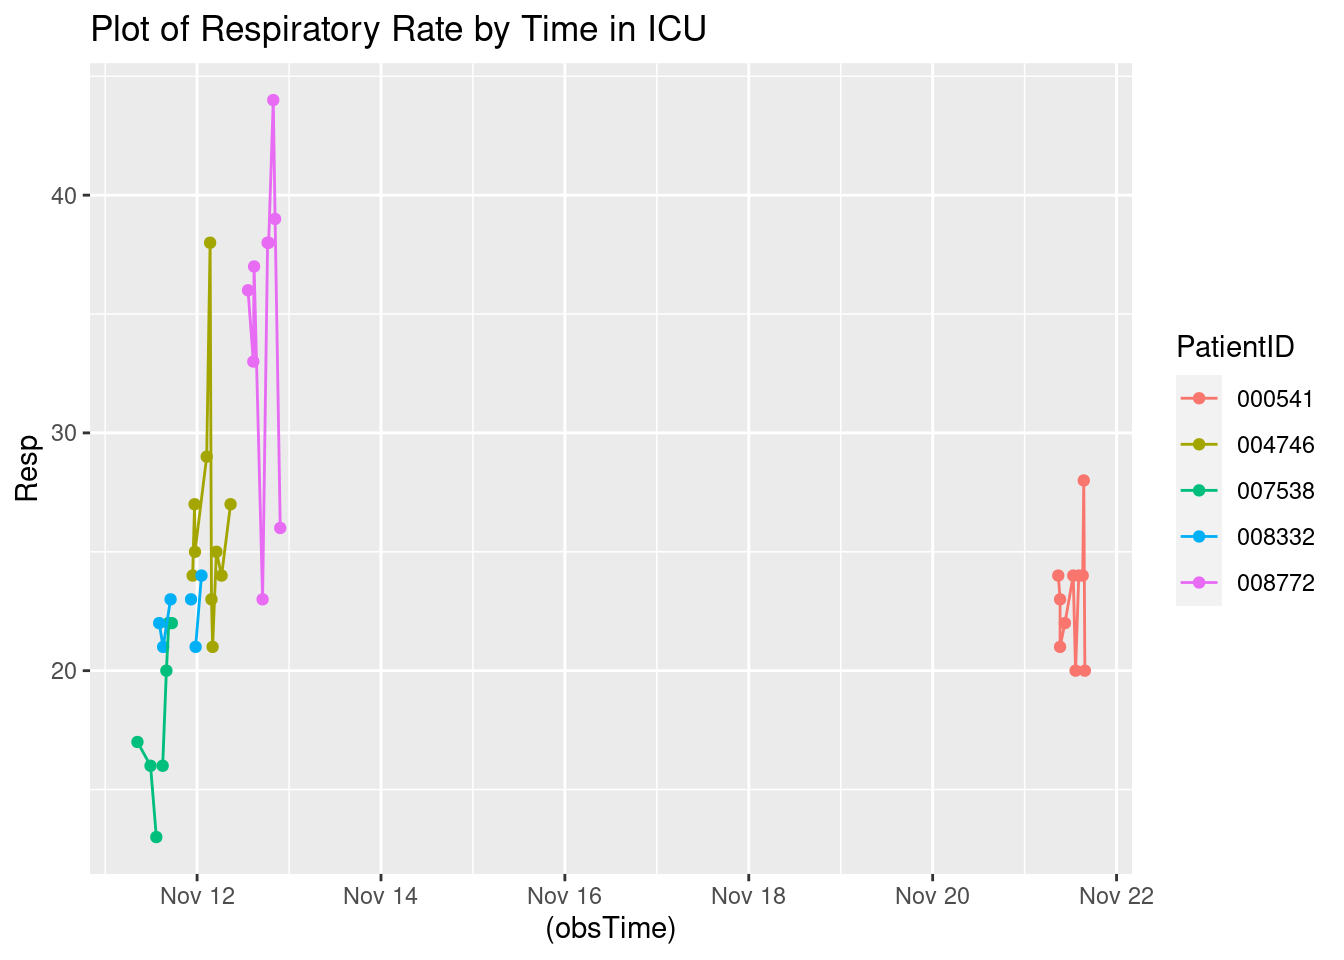 Plot of Respiratory Rate by Time in ICU
40
30
20
Resp
Nov 12 Nov 14 Nov 16 Nov 18 Nov 20 Nov 22
(obsTime)
PatientID
000541
004746
007538
008332
008772